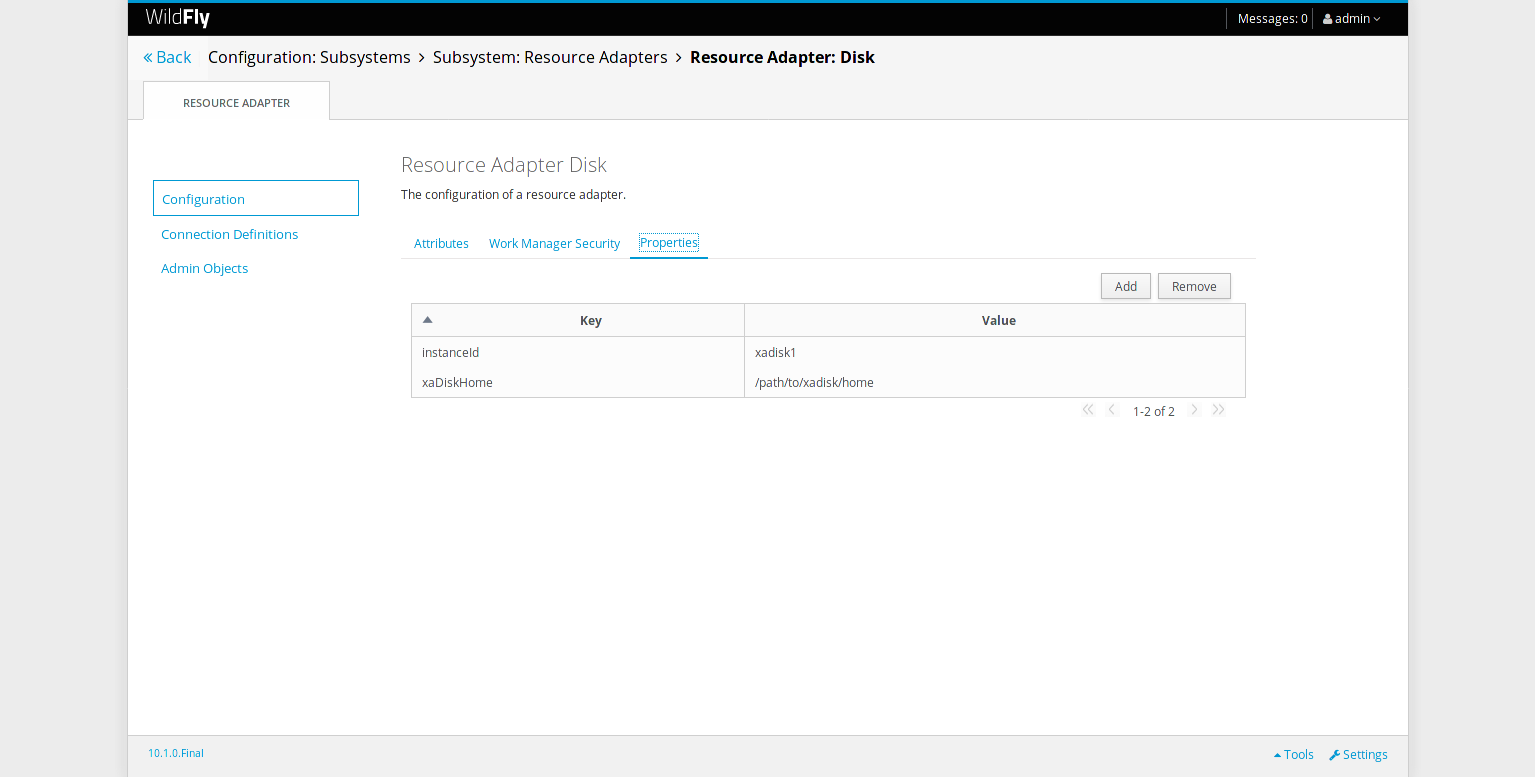 WildFly Messages: 0 admin
« Back Configuration: Subsystems > Subsystem: Resource Adapters > Resource Adapter: Disk
RESOURCE ADAPTER
Resource Adapter Disk
The configuration of a resource adapter.
Configuration
Connection Definitions
Admin Objects
Attributes Work Manager Security Properties
Add Remove
Key Value
instanceId xadisk1
xaDiskHome /path/to/xadisk/home
1-2 of 2
10.1.0.Final Tools Settings